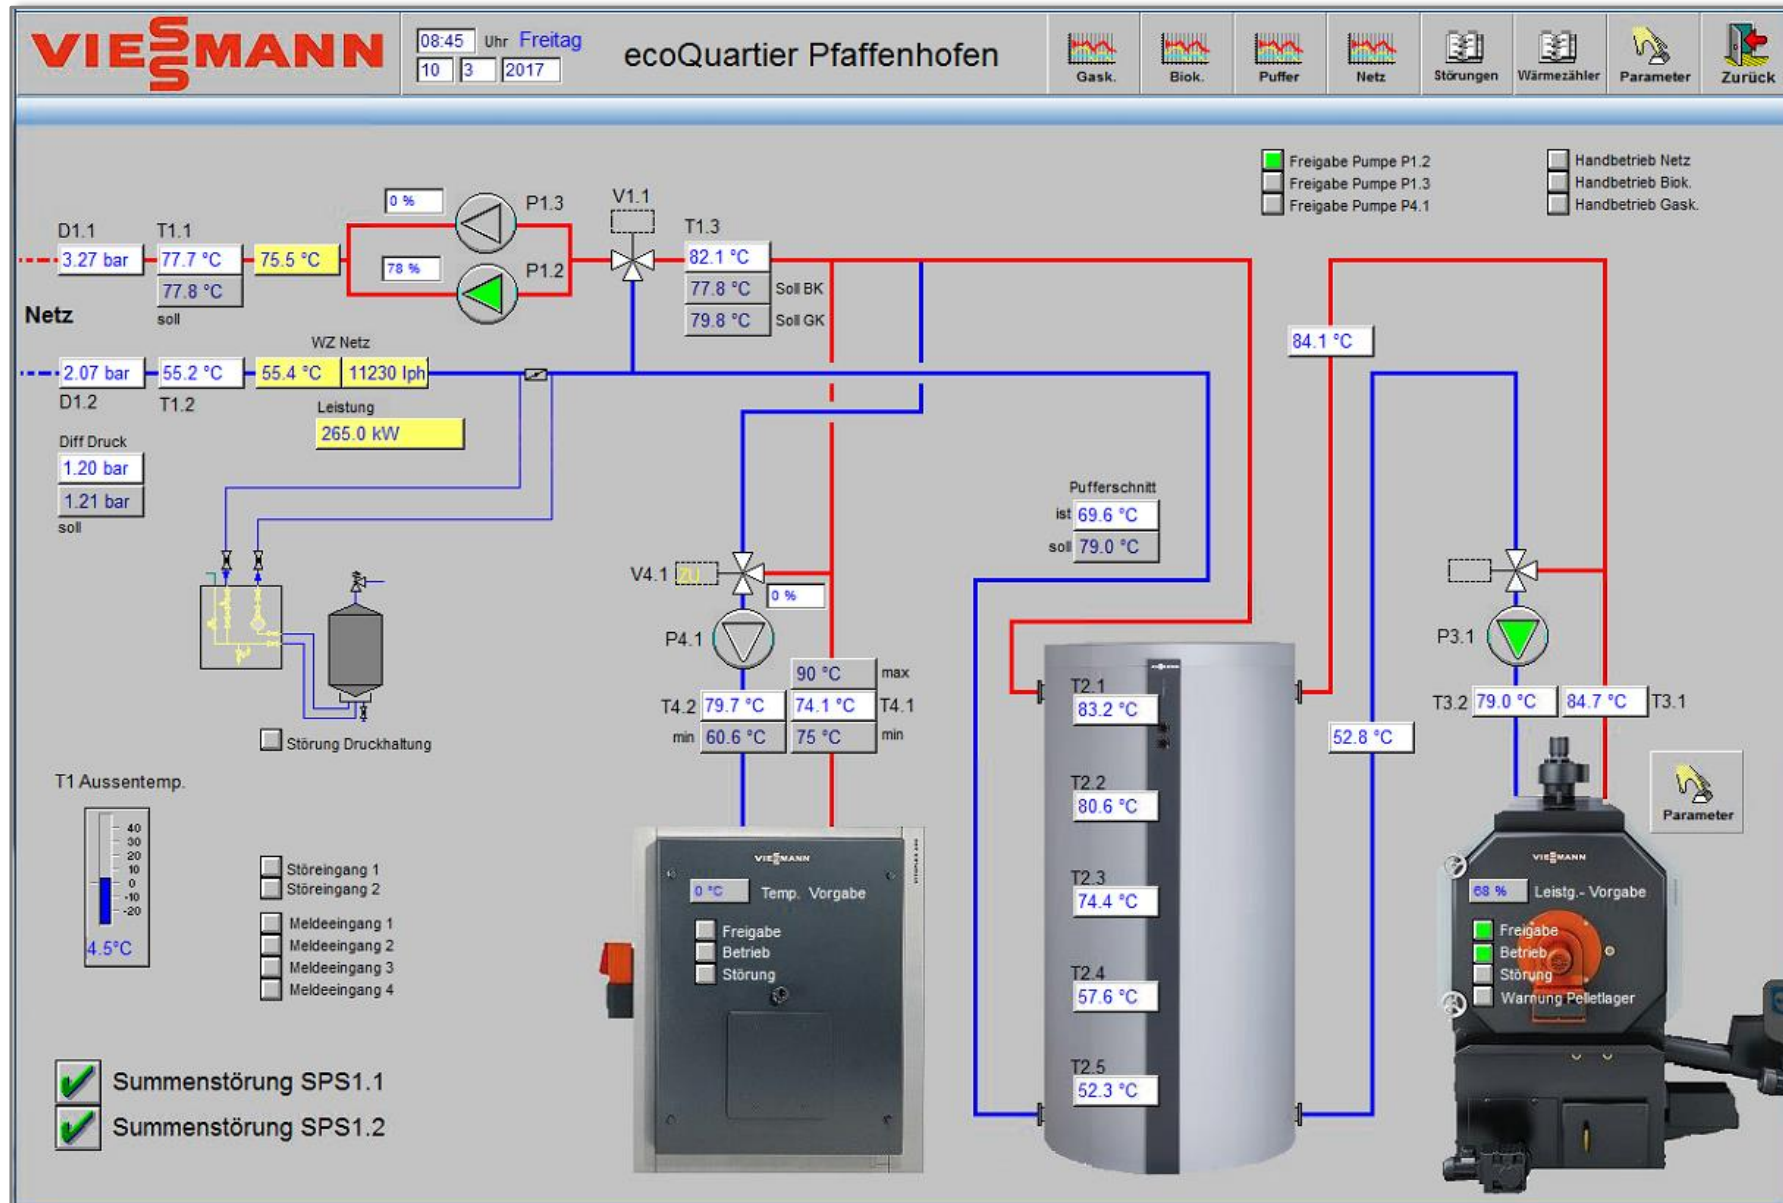 VIESSMANN
08:45 Uhr Freitag
10 3 2017
ecoQuartier Pfaffenhofen
Gask.
Biok.
Puffer
Netz
Störungen
Wärmezähler
Parameter
Zurück
Freigabe Pumpe P1.2
Freigabe Pumpe P1.3
Freigabe Pumpe P4.1
Handbetrieb Netz
Handbetrieb Biok.
Handbetrieb Gask.
0 %
P1.3
V1.1
D1.1
T1.1
T1.3
3.27 bar
77.7 °C
75.5 °C
78 %
P1.2
82.1 °C
77.8 °C
soll
77.8 °C Soll BK
79.8 °C Soll GK
Netz
84.1 °C
WZ Netz
2.07 bar
55.2 °C
55.4 °C
11230 lph
D1.2
T1.2
Leistung
265.0 kW
Diff Druck
1.20 bar
1.21 bar
soll
Pufferschnitt
ist 69.6 °C
soll 79.0 °C
V4.1 ZU
0 %
P4.1
P3.1
90 °C max
T4.2 79.7 °C
74.1 °C T4.1
min 60.6 °C
75 °C min
T2.1
83.2 °C
T3.2 79.0 °C
84.7 °C T3.1
52.8 °C
Störung Druckhaltung
T1 Aussentemp.
40
30
20
10
0
-10
-20
4.5°C
T2.2
80.6 °C
Parameter
Störeingang 1
Störeingang 2
Meldeeingang 1
Meldeeingang 2
Meldeeingang 3
Meldeeingang 4
VIESSMANN
0 °C Temp. Vorgabe
Freigabe
Betrieb
Störung
T2.3
74.4 °C
T2.4
57.6 °C
T2.5
52.3 °C
VIESSMANN
68 % Leistg.- Vorgabe
Freigabe
Betrieb
Störung
Warnung Pelletlager
Summenstörung SPS1.1
Summenstörung SPS1.2